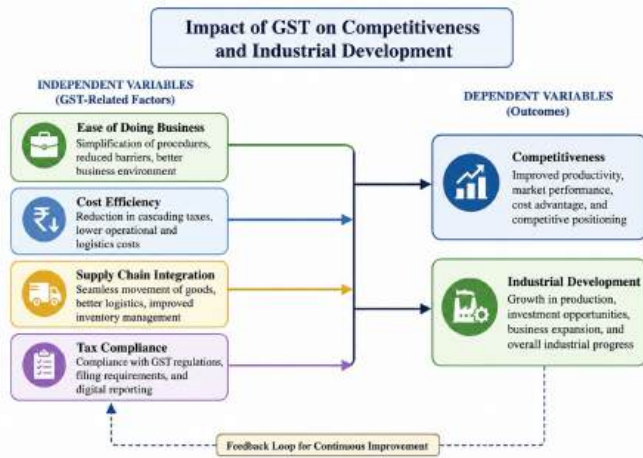 Impact of GST on Competitiveness
and Industrial Development
INDEPENDENT VARIABLES
(GST-Related Factors)
Ease of Doing Business
Simplification of procedures,
reduced barriers, better
business environment
Cost Efficiency
Reduction in cascading taxes,
lower operational and
logistics costs
Supply Chain Integration
Seamless movement of goods,
better logistics, improved
inventory management
Tax Compliance
Compliance with GST regulations,
filing requirements, and
digital reporting
DEPENDENT VARIABLES
(Outcomes)
Competitiveness
Improved productivity,
market performance,
cost advantage, and
competitive positioning
Industrial Development
Growth in production,
investment opportunities,
business expansion, and
overall industrial progress
Feedback Loop for Continuous Improvement